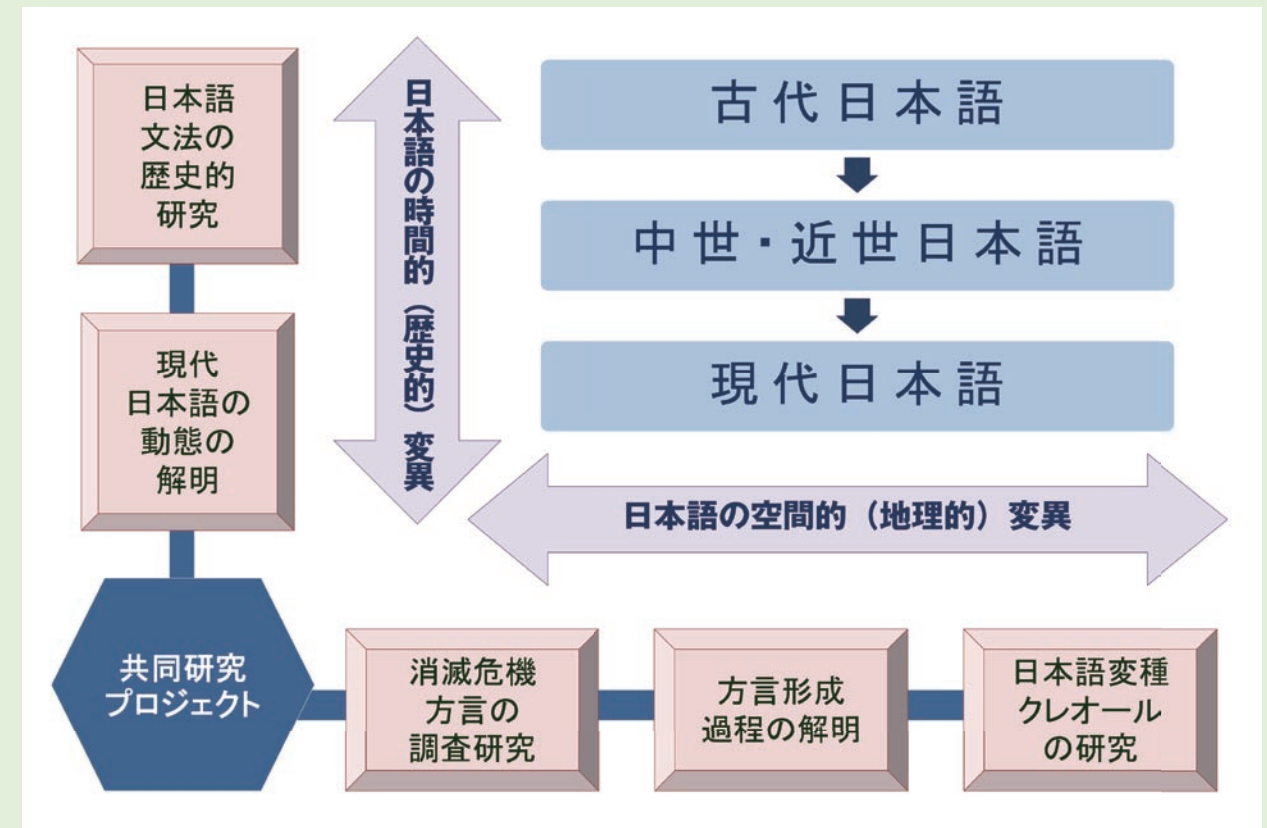 日本語
文法の
歴史的
研究
現代
日本語の
動態の
解明
共同研究
プロジェクト
日本語の時間的（歴史的）変異
古代日本語
中世・近世日本語
現代日本語
日本語の空間的（地理的）変異
消滅危機
方言の
調査研究
方言形成
過程の解明
日本語変種
クレオール
の研究